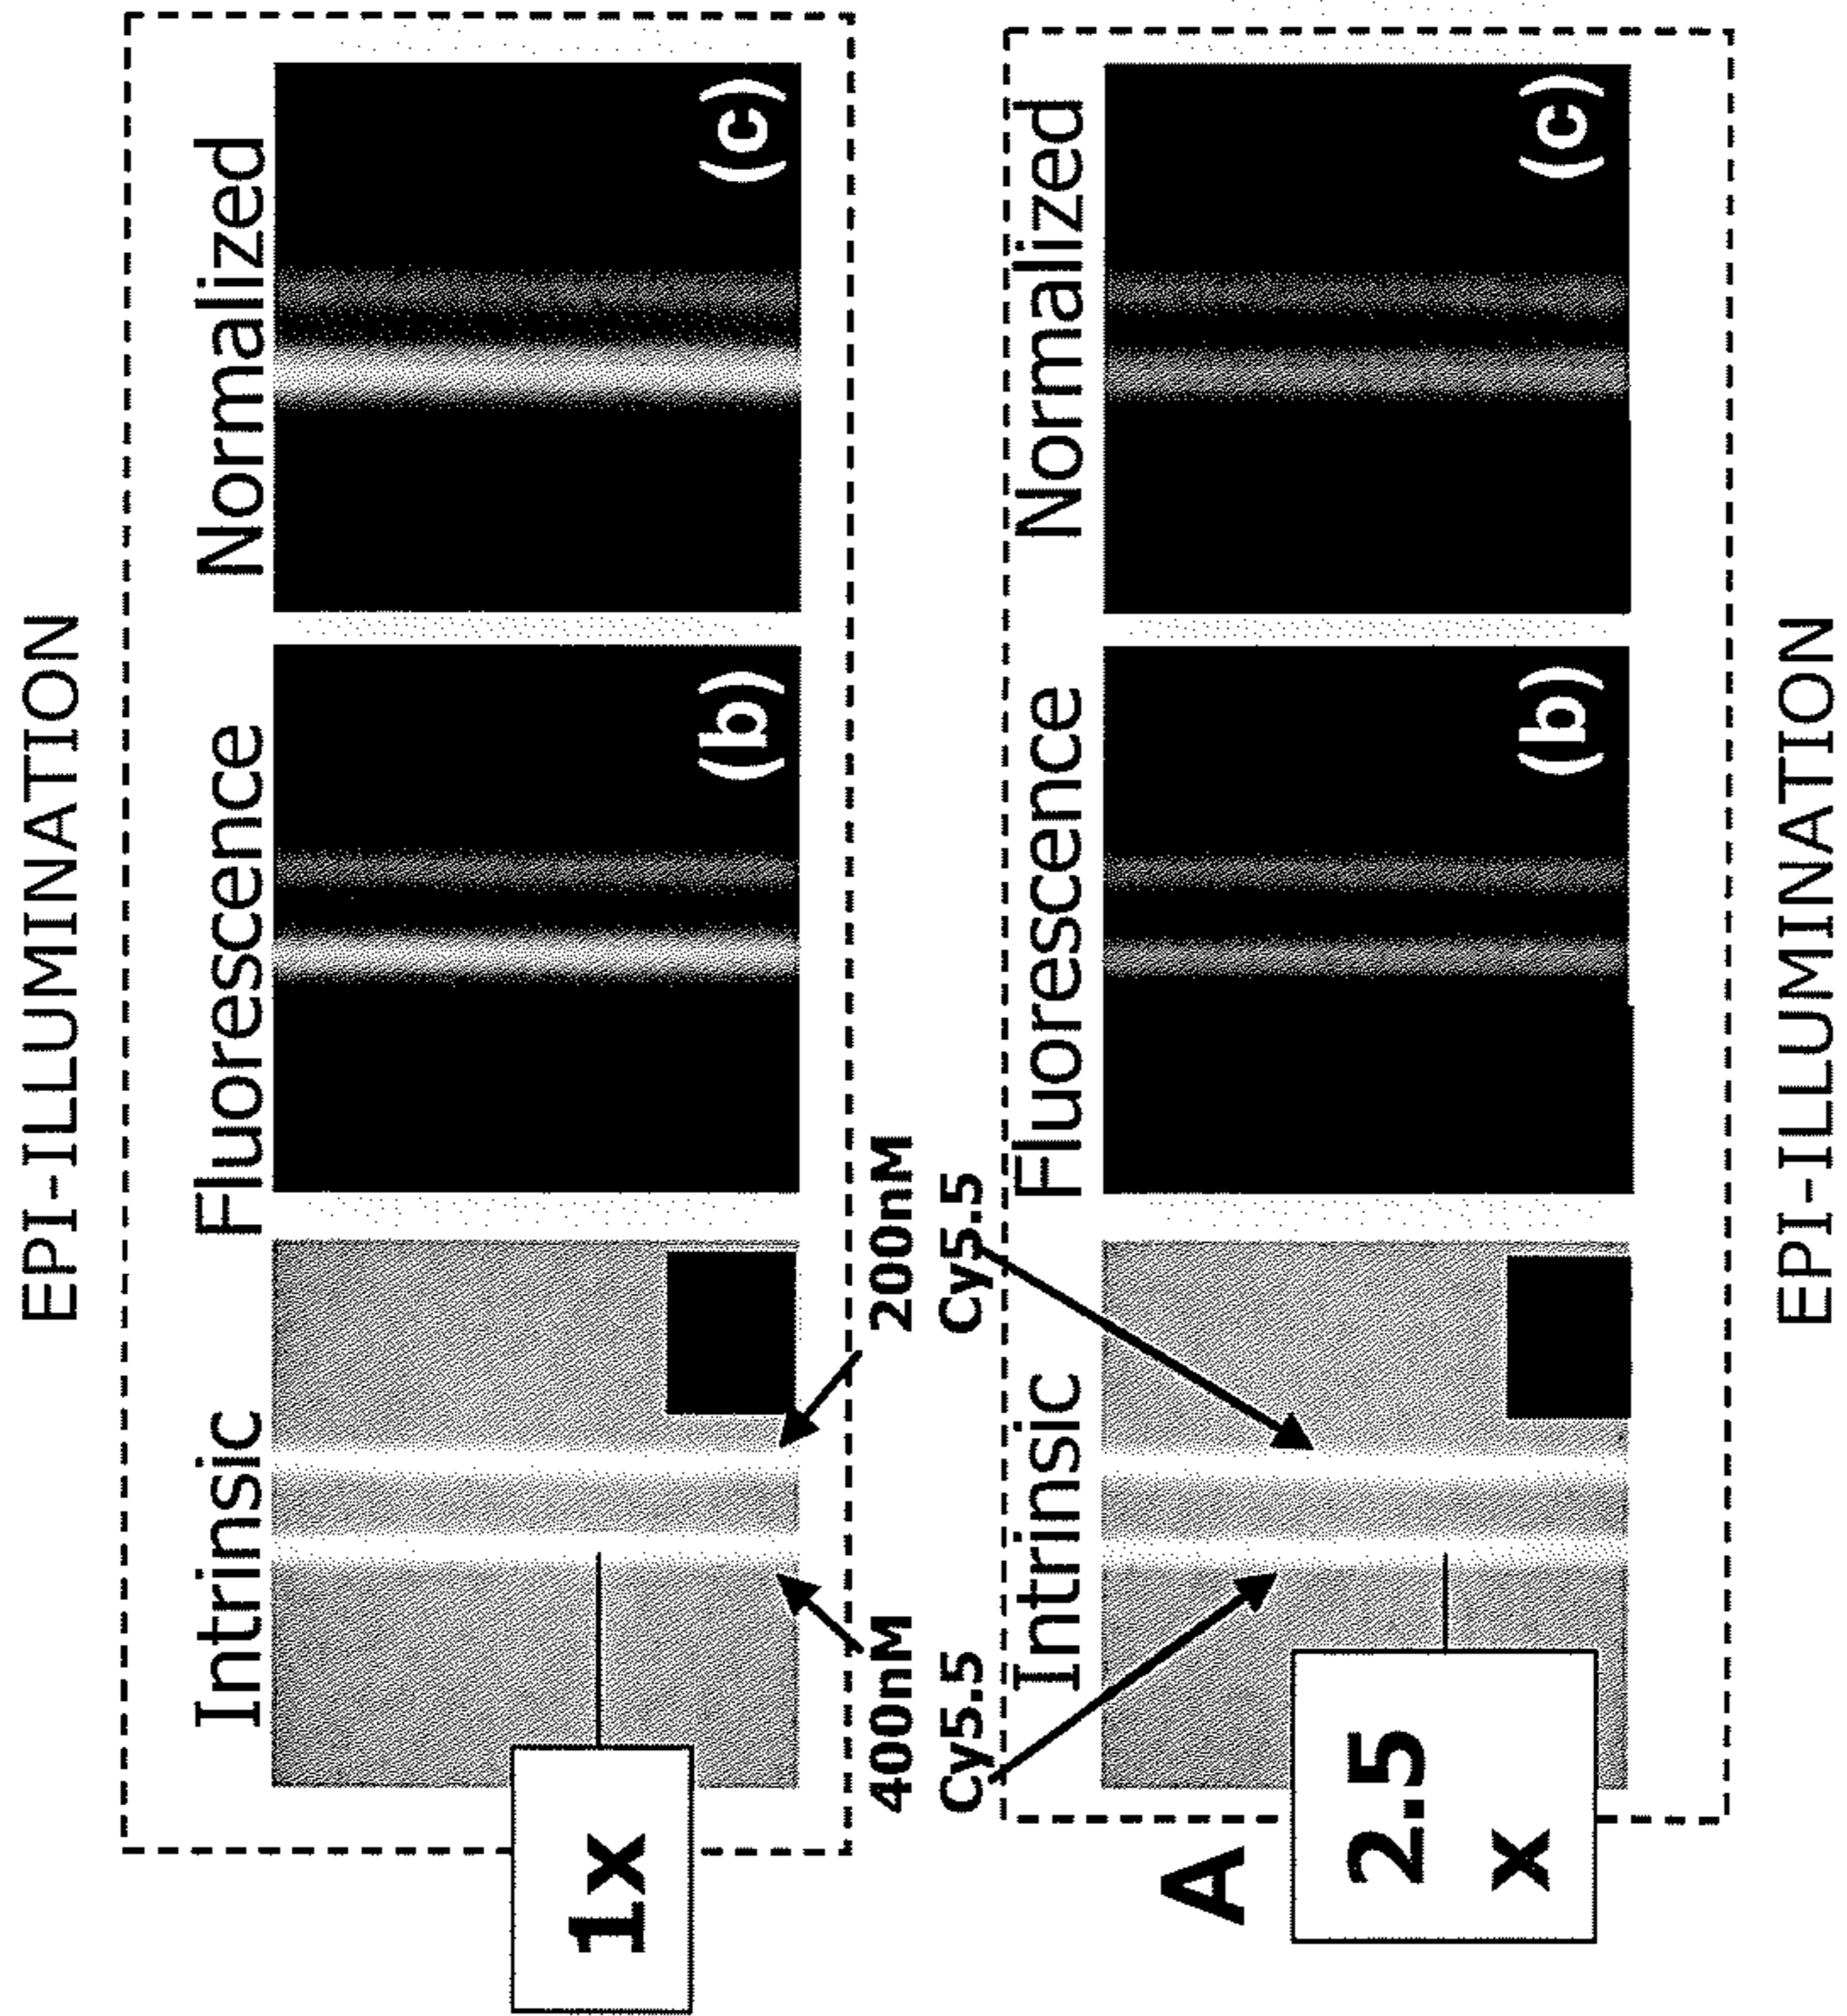 EPI-ILLUMINATION
Intrinsic
Fluorescence
Normalized
1x
(b)
(c)
400nM
Cy5.5
200nM
Cy5.5
Intrinsic
Fluorescence
Normalized
A
2.5
x
(b)
(c)
EPI-ILLUMINATION